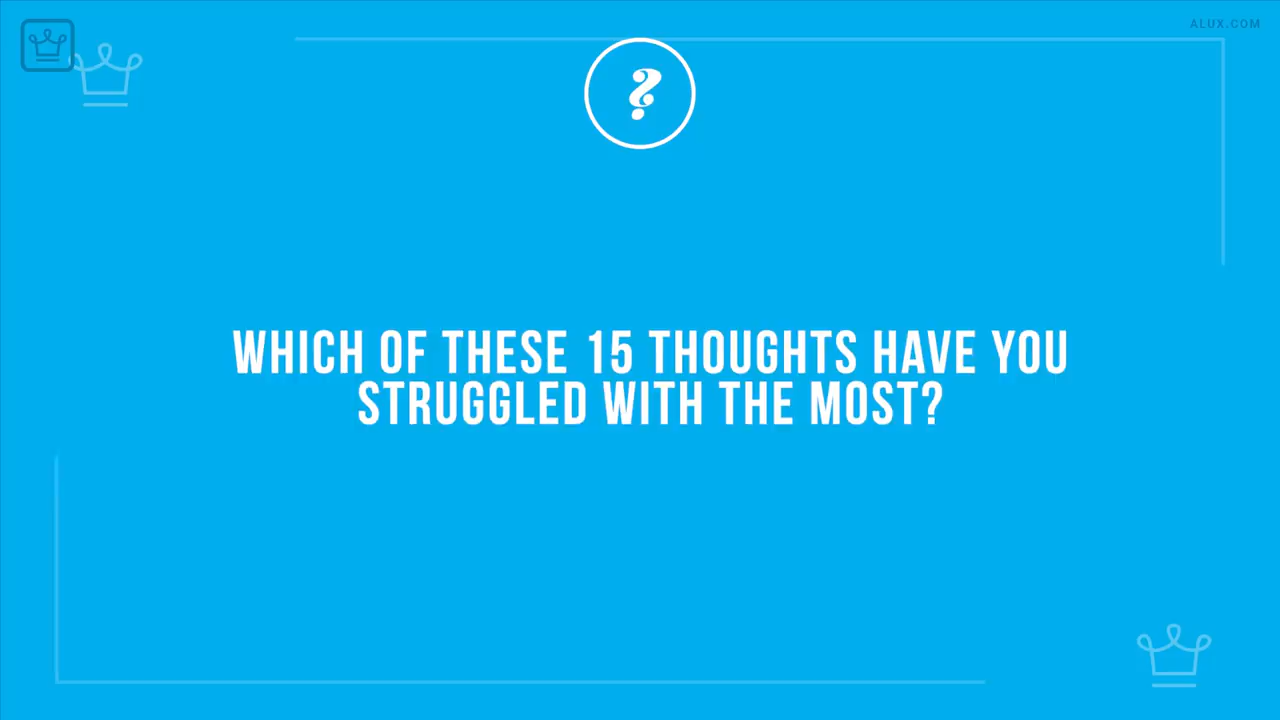 ALUX.COM
?
WHICH OF THESE 15 THOUGHTS HAVE YOU
STRUGGLED WITH THE MOST?